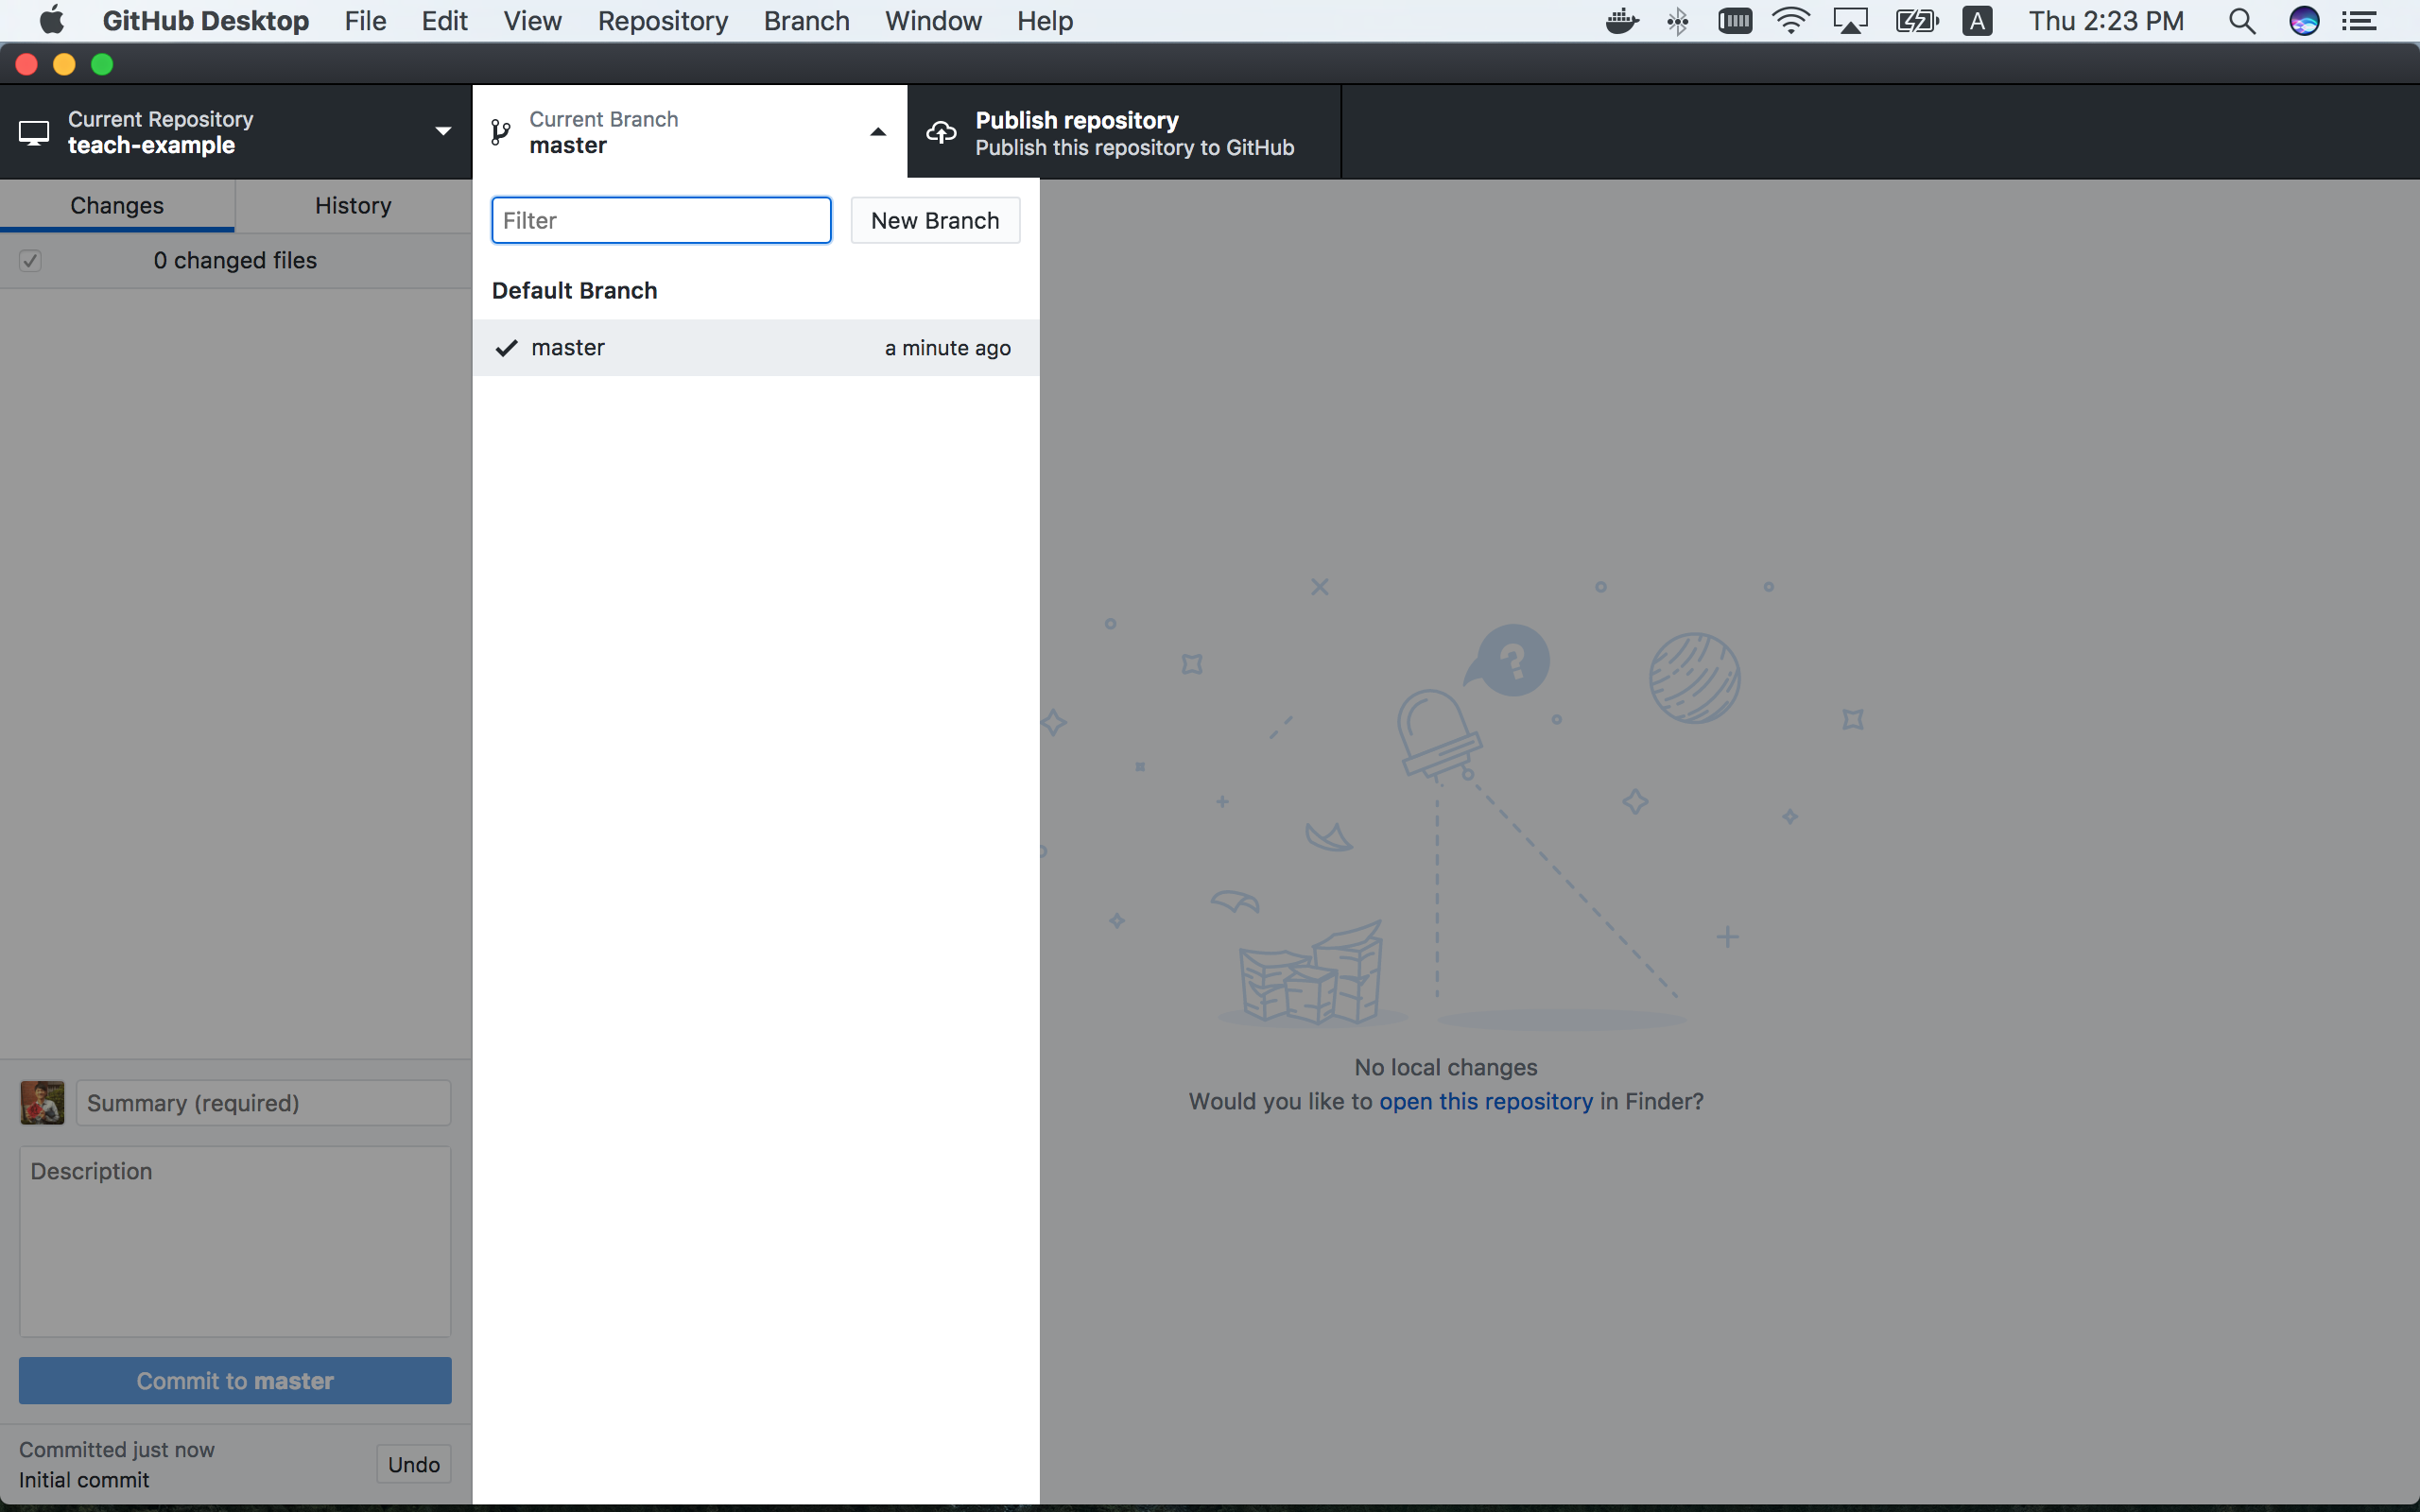 GitHub Desktop File Edit View Repository Branch Window Help A Thu 2:23 PM
Current Repository
teach-example
Current Branch
master
Publish repository
Publish this repository to GitHub
Changes History
0 changed files
Filter
New Branch
Default Branch
master a minute ago
?
No local changes
Would you like to open this repository in Finder?
Summary (required)
Description
Commit to master
Committed just now
Initial commit
Undo